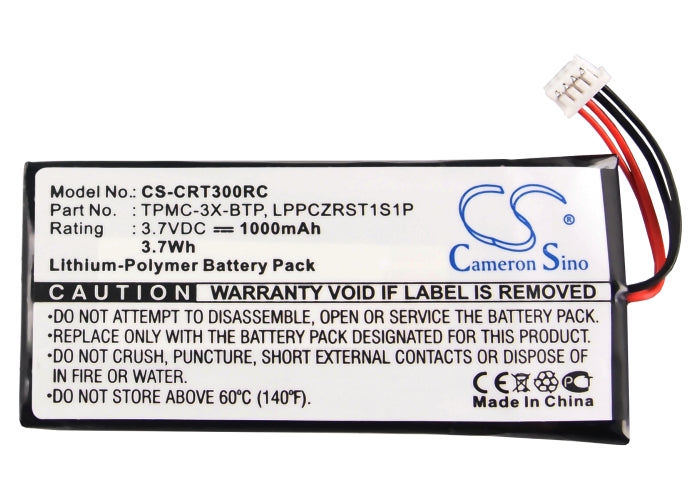 Model No.: CS-CRT300RC
Part No.: TPMC-3X-BTP, LPPCZRST1S1P
Rating : 3.7VDC ⎓ 1000mAh
3.7Wh
Lithium-Polymer Battery Pack
CS®
Cameron Sino
CAUTION WARRANTY VOID IF LABEL IS REMOVED
•DO NOT ATTEMPT TO DISASSEMBLE, OPEN OR SERVICE THE BATTERY PACK.
•REPLACE ONLY WITH THE BATTERY PACK DESIGNATED FOR THIS PRODUCT.
•DO NOT CRUSH, PUNCTURE, SHORT EXTERNAL CONTACTS OR DISPOSE
IN FIRE OR WATER.
•DO NOT STORE ABOVE 60°C (140°F).
CE PC
Made In China